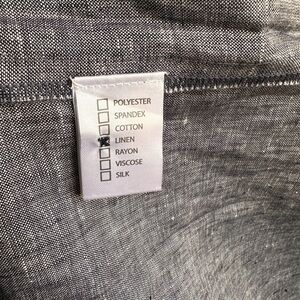 POLYESTER
SPANDEX
COTTON
LINEN
RAYON
VISCOSE
SILK